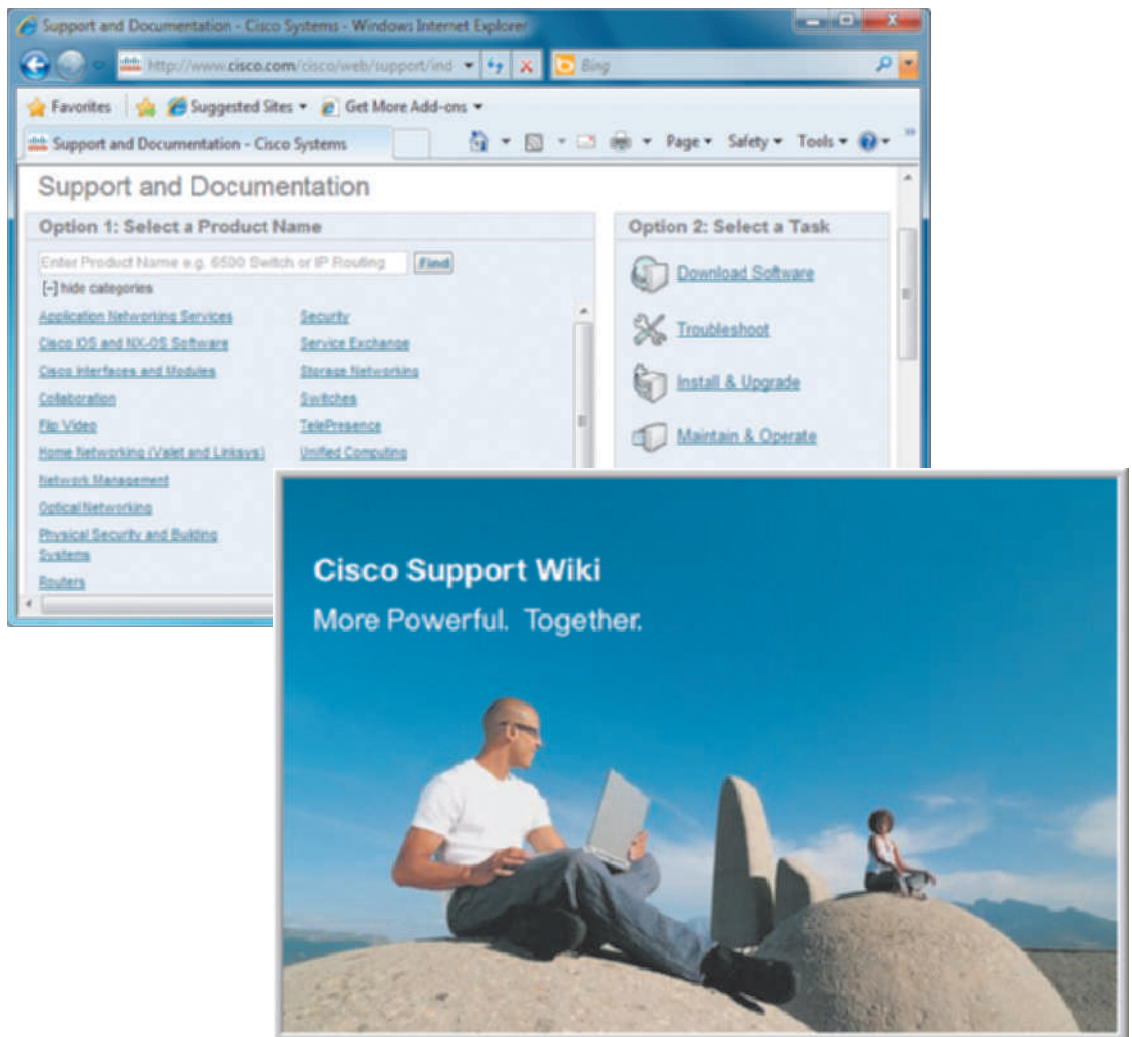 Support and Documentation - Cisco Systems - Windows Internet Explorer
http://www.cisco.com/cisco/web/support/ind
Bing
Favorites Suggested Sites Get More Add-ons
Support and Documentation - Cisco Systems
Page Safety Tools
Support and Documentation
Option 1: Select a Product Name
Enter Product Name e.g. 6500 Switch or IP Routing Find
[-] hide categories
Application Networking Services
Cisco IOS and NX-OS Software
Cisco Interfaces and Modules
Collaboration
Flip Video
Home Networking (Valet and Linksys)
Network Management
Optical Networking
Physical Security and Building
Systems
Routers
Security
Service Exchange
Storage Networking
Switches
TelePresence
Unified Computing
Option 2: Select a Task
Download Software
Troubleshoot
Install & Upgrade
Maintain & Operate
Cisco Support Wiki
More Powerful. Together.